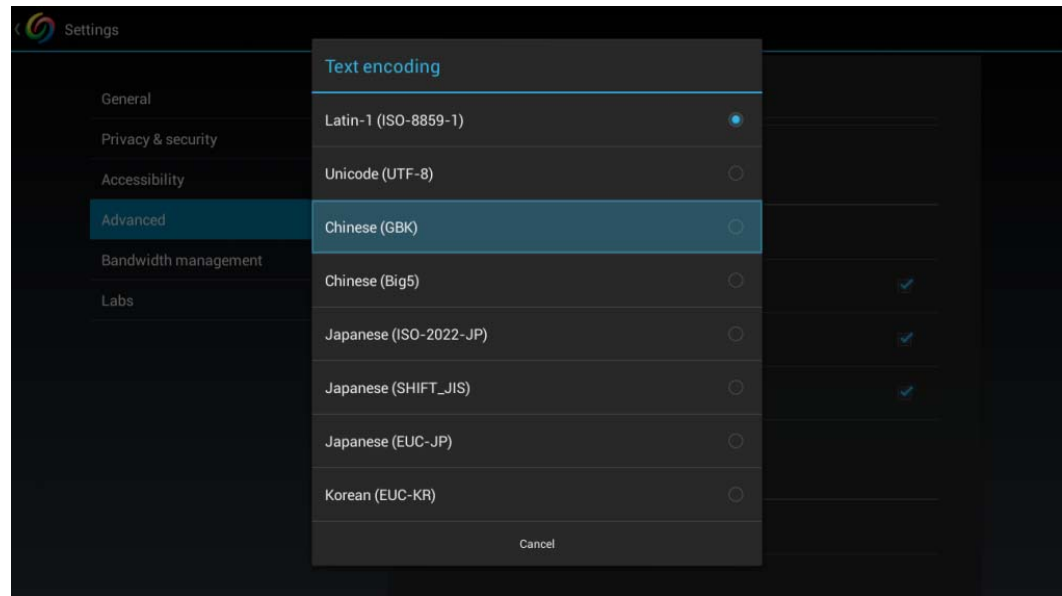 Settings
General
Privacy & security
Accessibility
Advanced
Bandwidth management
Labs
Text encoding
Latin-1 (ISO-8859-1)
Unicode (UTF-8)
Chinese (GBK)
Chinese (Big5)
Japanese (ISO-2022-JP)
Japanese (SHIFT_JIS)
Japanese (EUC-JP)
Korean (EUC-KR)
Cancel